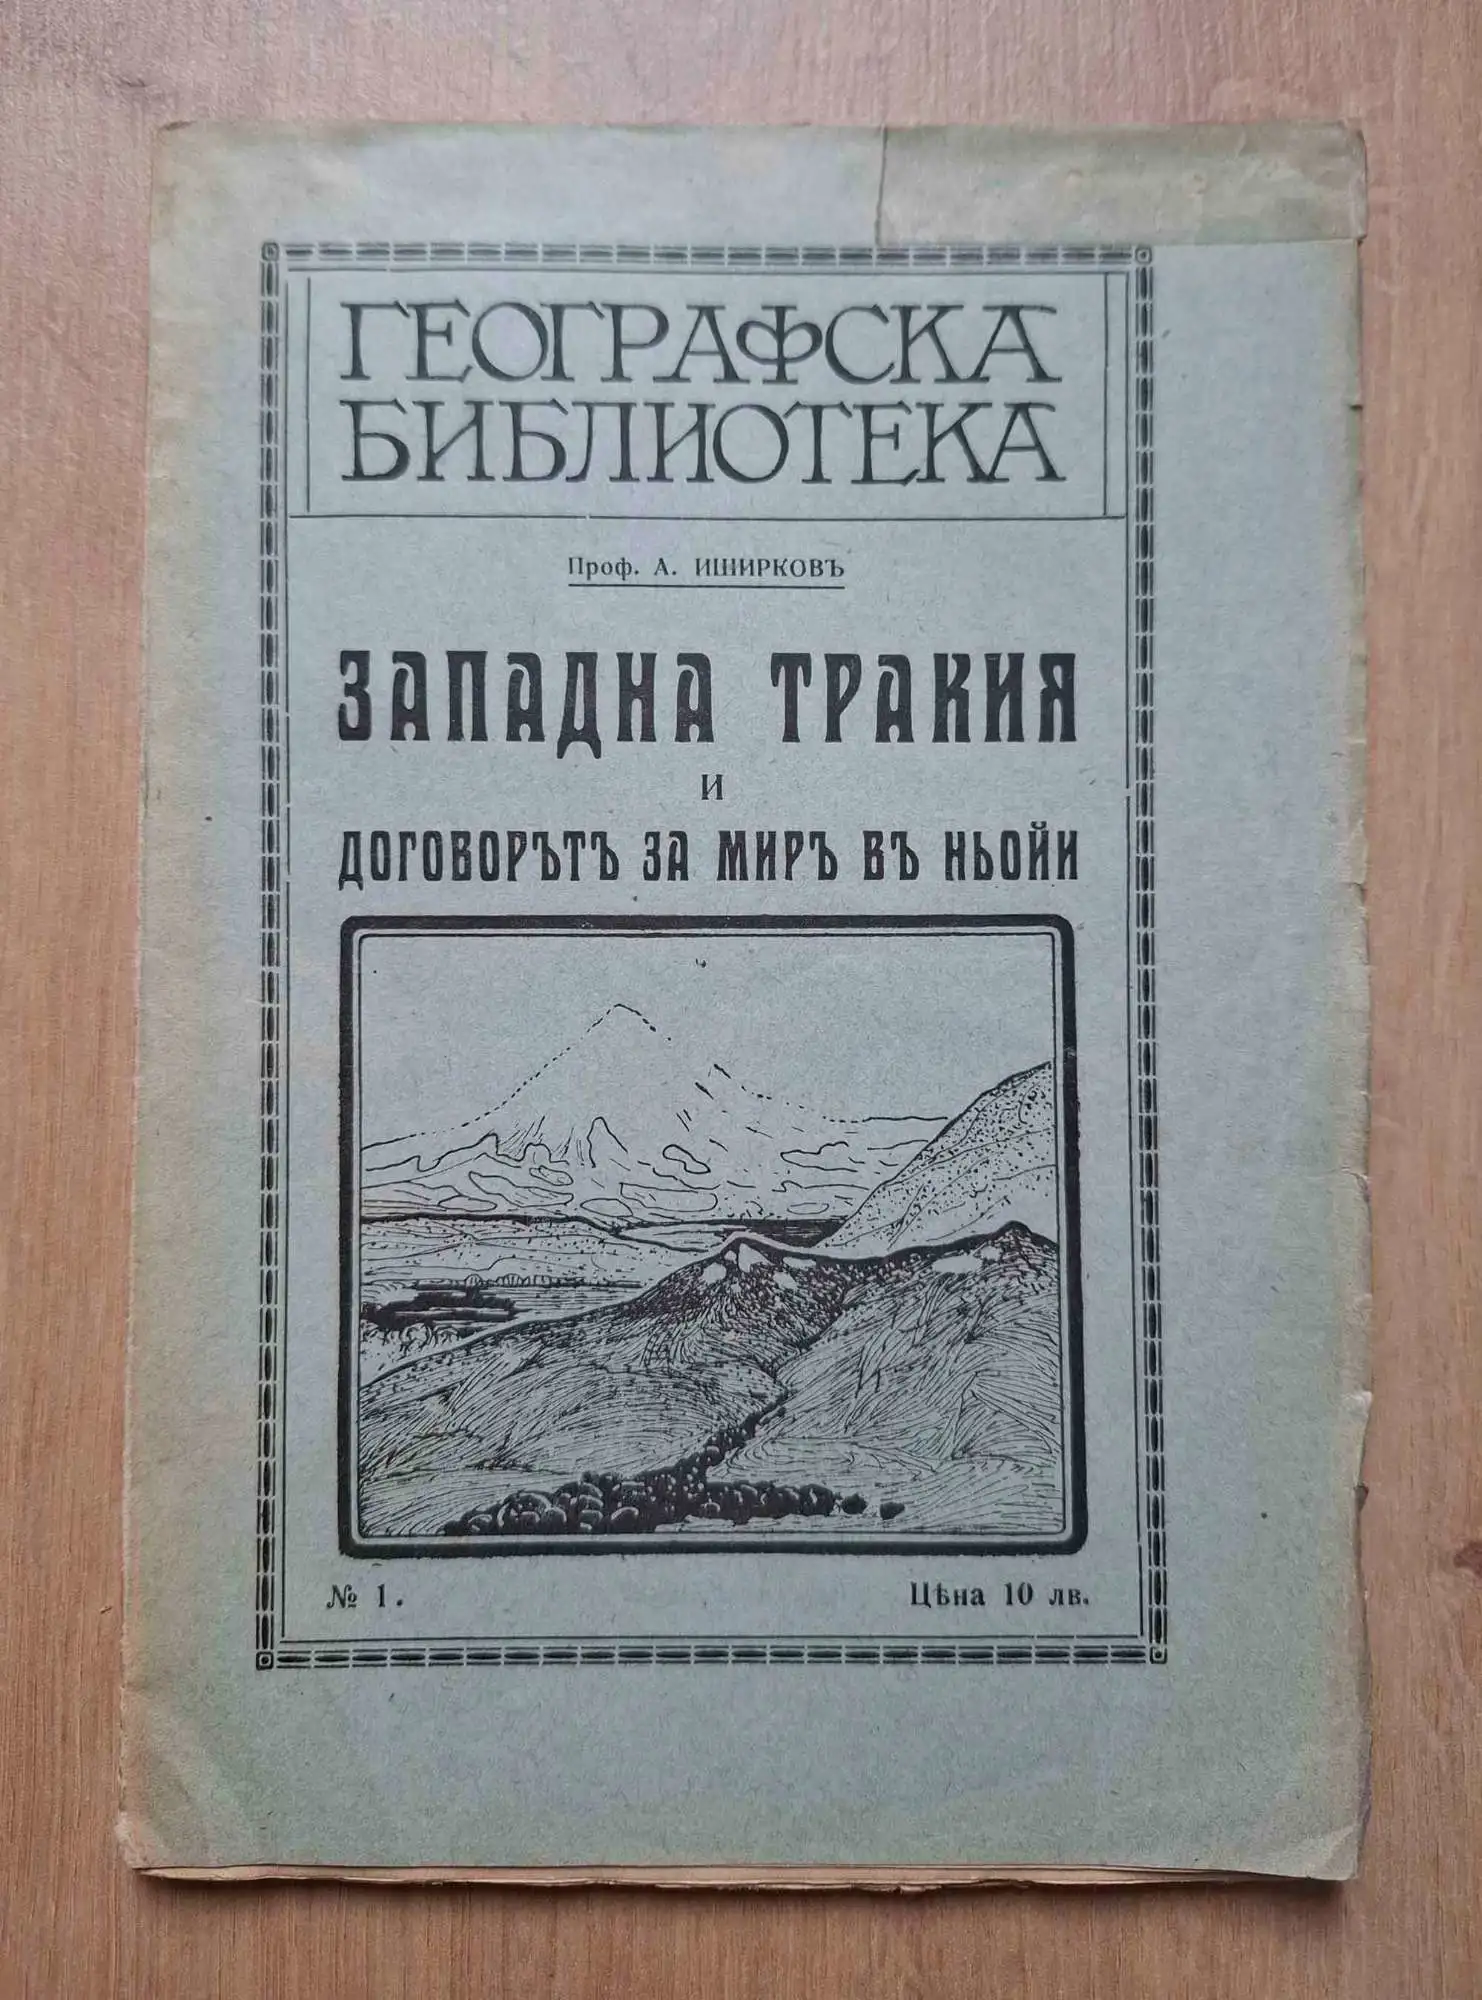 ГЕОГРАФСКА
БИБЛИОТЕКА
Проф. А. ИШИРКОВЪ
ЗАПАДНА ТРАКИЯ
И
ДОГОВОРЪТЪ ЗА МИРЪ ВЪ НЬОЙИ
№ 1.
Цѣна 10 лв.